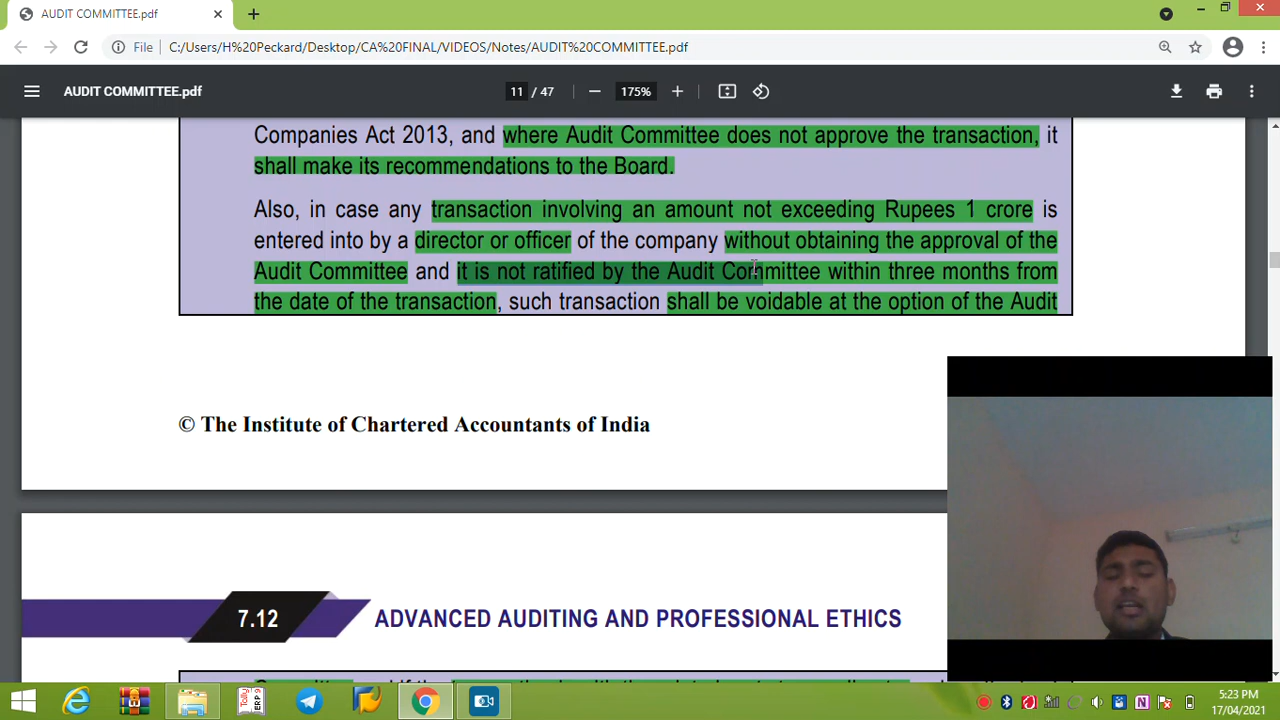 AUDIT COMMITTEE.pdf
File C:/Users/H%20Peckard/Desktop/CA%20FINAL/VIDEOS/Notes/AUDIT%20COMMITTEE.pdf
AUDIT COMMITTEE.pdf 11 / 47 175%
Companies Act 2013, and where Audit Committee does not approve the transaction, it
shall make its recommendations to the Board.
Also, in case any transaction involving an amount not exceeding Rupees 1 crore is
entered into by a director or officer of the company without obtaining the approval of the
Audit Committee and it is not ratified by the Audit Committee within three months from
the date of the transaction, such transaction shall be voidable at the option of the Audit
© The Institute of Chartered Accountants of India
7.12 ADVANCED AUDITING AND PROFESSIONAL ETHICS
Tally
ERP 9
5:23 PM
17/04/2021